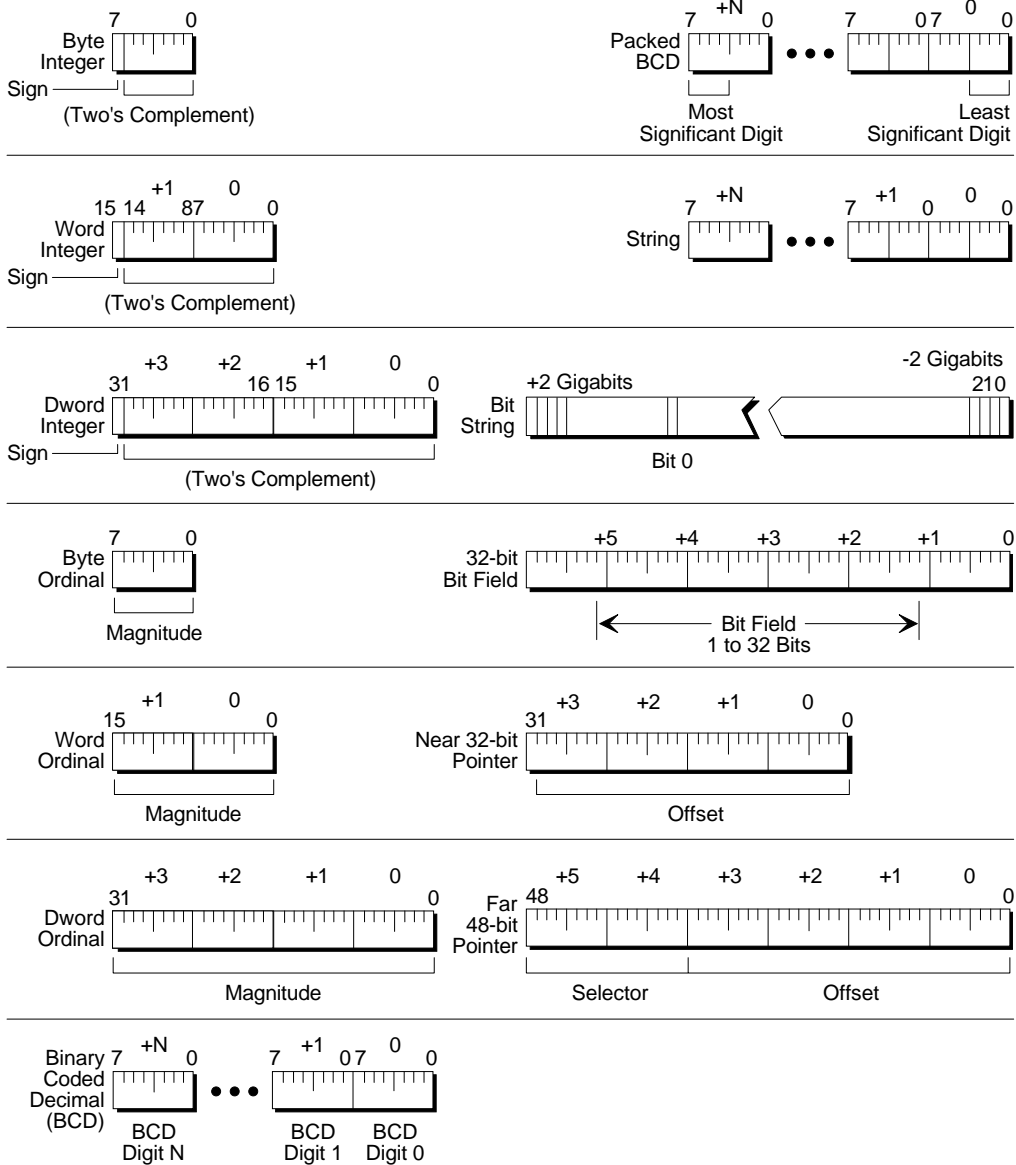 7 0
Byte
Integer
Sign
(Two's Complement)
+N 0
7 0 7 0 7 0
Packed
BCD
Most
Significant Digit
Least
Significant Digit
+1 0
15 14 87 0
Word
Integer
Sign
(Two's Complement)
+N +1 0
7 0 7 0 0
String
+3 +2 +1 0
31 16 15 0
Dword
Integer
Sign
(Two's Complement)
-2 Gigabits
+2 Gigabits 210
Bit
String
Bit 0
7 0
Byte
Ordinal
Magnitude
+5 +4 +3 +2 +1 0
32-bit
Bit Field
Bit Field
1 to 32 Bits
+1 0
15 0
Word
Ordinal
Magnitude
+3 +2 +1 0
31 0
Near 32-bit
Pointer
Offset
+3 +2 +1 0
31 0
Dword
Ordinal
Magnitude
+5 +4 +3 +2 +1 0
48 0
Far
48-bit
Pointer
Selector Offset
+N +1 0
7 0 7 0 7 0
Binary
Coded
Decimal
(BCD)
BCD
Digit N
BCD
Digit 1
BCD
Digit 0